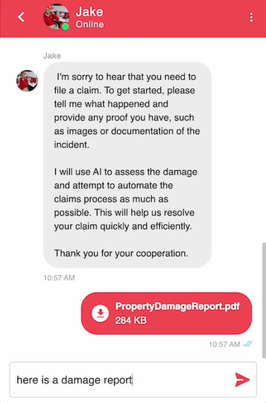 Jake
Online
Jake
I'm sorry to hear that you need to
file a claim. To get started, please
tell me what happened and
provide any proof you have, such
as images or documentation of the
incident.
I will use AI to assess the damage
and attempt to automate the
claims process as much as
possible. This will help us resolve
your claim quickly and efficiently.
Thank you for your cooperation.
10:57 AM
PropertyDamageReport.pdf
284 KB
10:57 AM
here is a damage report